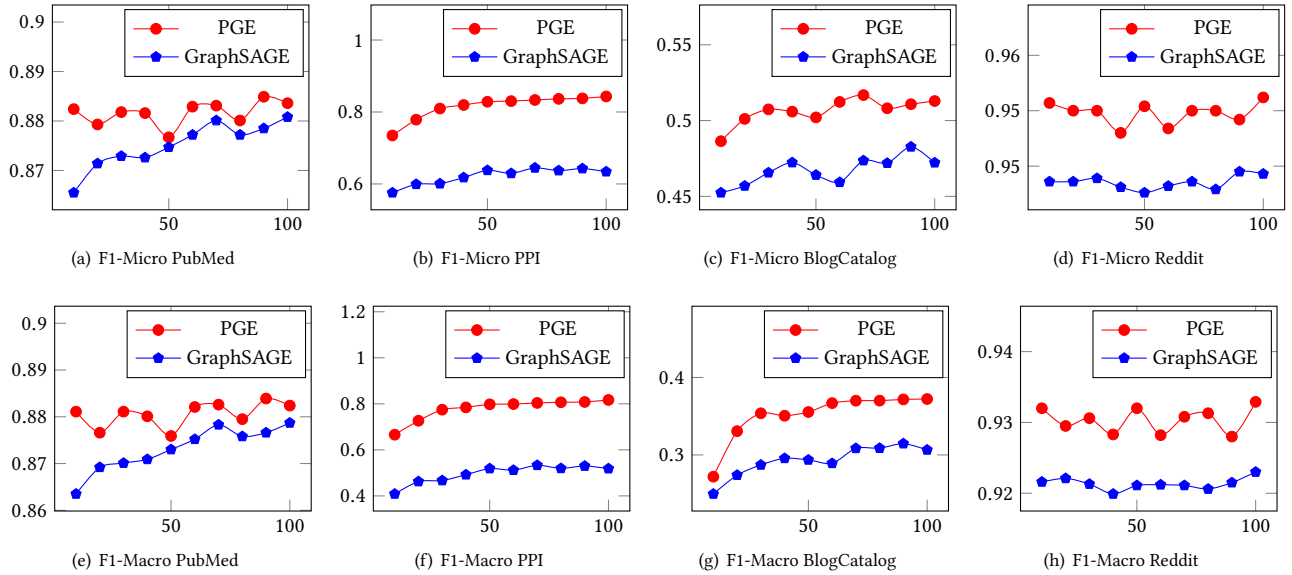 0.9
0.89
0.88
0.87
50
100
PGE
GraphSAGE
(a) F1-Micro PubMed
1
0.8
0.6
50
100
PGE
GraphSAGE
(b) F1-Micro PPI
0.55
0.5
0.45
50
100
PGE
GraphSAGE
(c) F1-Micro BlogCatalog
0.96
0.95
0.95
50
100
PGE
GraphSAGE
(d) F1-Micro Reddit
0.9
0.89
0.88
0.87
0.86
50
100
PGE
GraphSAGE
(e) F1-Macro PubMed
1.2
1
0.8
0.6
0.4
50
100
PGE
GraphSAGE
(f) F1-Macro PPI
0.4
0.3
50
100
PGE
GraphSAGE
(g) F1-Macro BlogCatalog
0.94
0.93
0.92
50
100
PGE
GraphSAGE
(h) F1-Macro Reddit